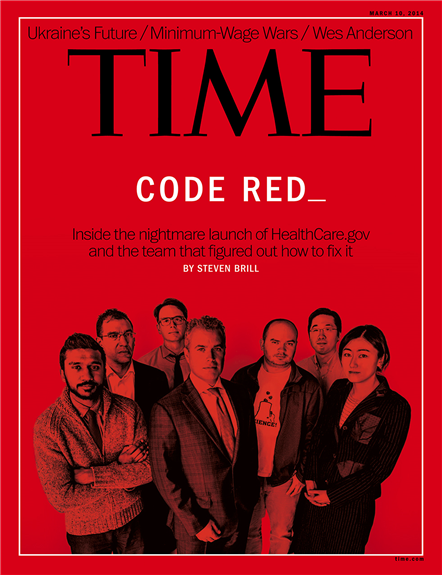 MARCH 10, 2014
Ukraine's Future / Minimum-Wage Wars / Wes Anderson
TIME
CODE RED_
Inside the nightmare launch of HealthCare.gov
and the team that figured out how to fix it
BY STEVEN BRILL
SCIENCE!
time.com